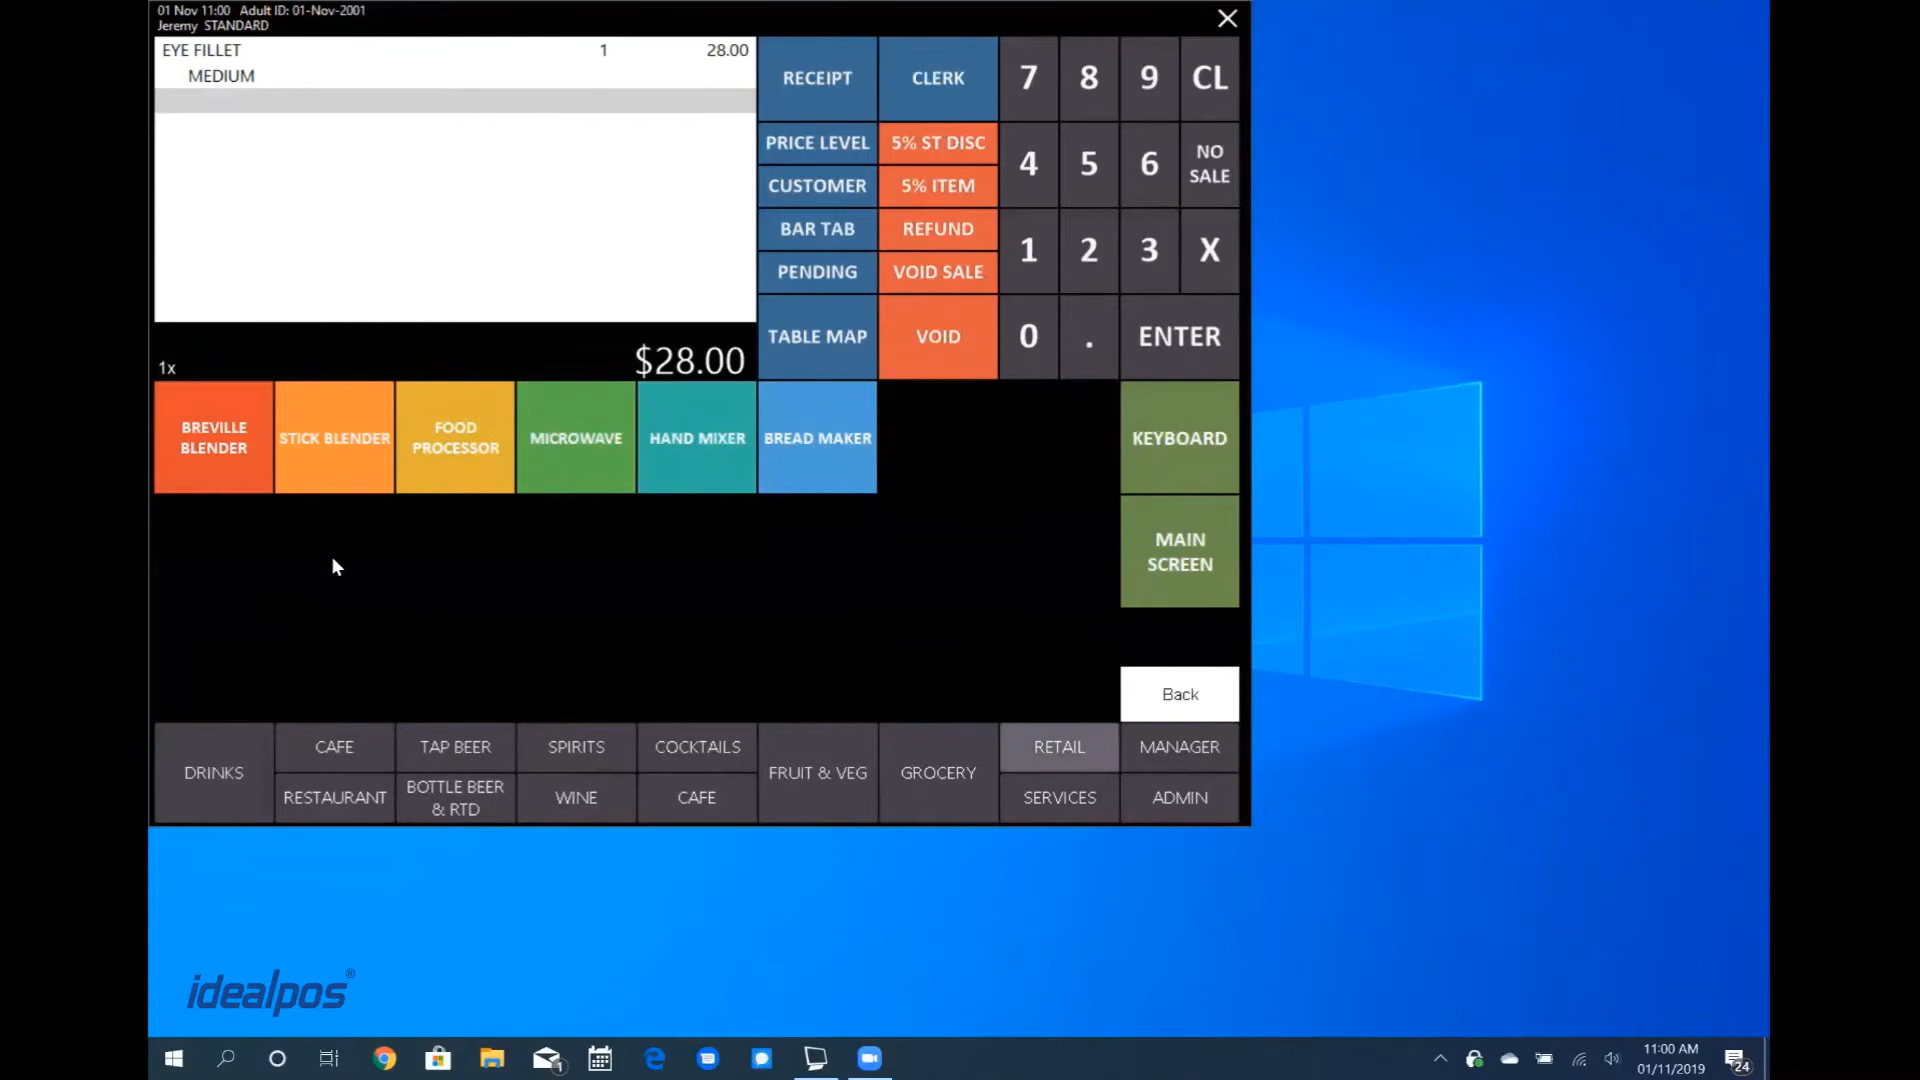 01 Nov 11:00 Adult ID: 01-Nov-2001
Jeremy STANDARD
EYE FILLET 1 28.00
MEDIUM
1x $28.00
RECEIPT
CLERK
7 8 9 CL
PRICE LEVEL
5% ST DISC
CUSTOMER
5% ITEM
4 5 6 NO
SALE
BAR TAB
REFUND
PENDING
VOID SALE
1 2 3 X
TABLE MAP
VOID
0 . ENTER
BREVILLE
BLENDER
STICK BLENDER
FOOD
PROCESSOR
MICROWAVE
HAND MIXER
BREAD MAKER
KEYBOARD
MAIN
SCREEN
Back
DRINKS
CAFE
RESTAURANT
TAP BEER
BOTTLE BEER
& RTD
SPIRITS
WINE
COCKTAILS
CAFE
FRUIT & VEG
GROCERY
RETAIL
SERVICES
MANAGER
ADMIN
idealpos®
1
11:00 AM
01/11/2019
24